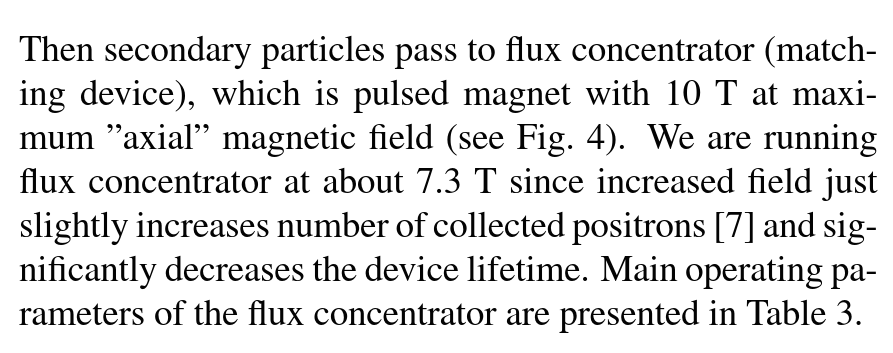 Then secondary particles pass to flux concentrator (match-
ing device), which is pulsed magnet with 10 T at maxi-
mum ”axial” magnetic field (see Fig. 4). We are running
flux concentrator at about 7.3 T since increased field just
slightly increases number of collected positrons [7] and sig-
nificantly decreases the device lifetime. Main operating pa-
rameters of the flux concentrator are presented in Table 3.